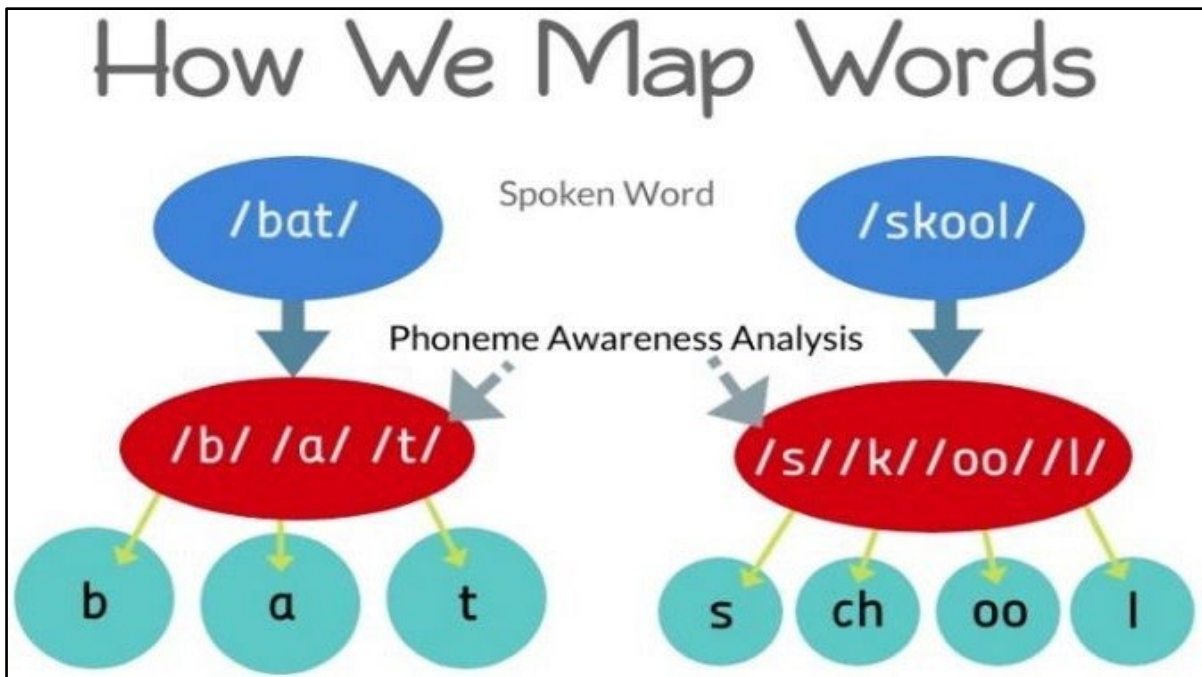 How We Map Words
Spoken Word
/bat/
/skool/
Phoneme Awareness Analysis
/b/ /a/ /t/
/s//k//oo//l/
b a t
s ch oo l